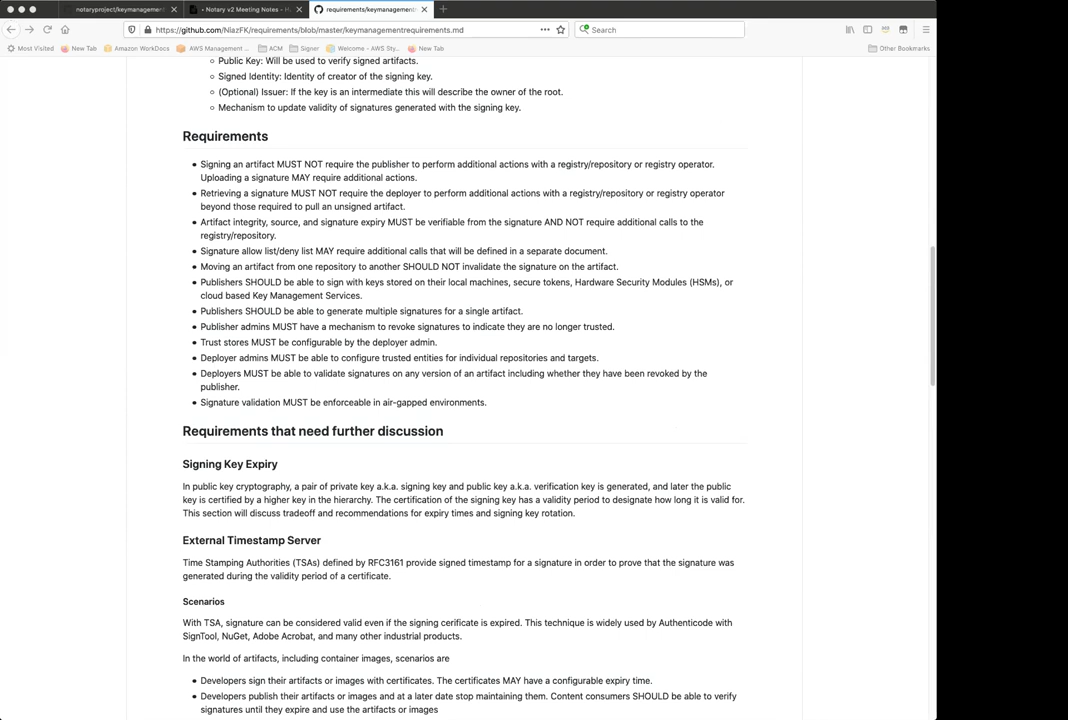 notaryproject/keymanagement
• Notary v2 Meeting Notes - H
requirements/keymanagement
https://github.com/NiazFK/requirements/blob/master/keymanagementrequirements.md
Search
Most Visited
New Tab
Amazon WorkDocs
AWS Management ...
ACM
Signer
Welcome - AWS Sty...
New Tab
Other Bookmarks
Public Key: Will be used to verify signed artifacts.
Signed Identity: Identity of creator of the signing key.
(Optional) Issuer: If the key is an intermediate this will describe the owner of the root.
Mechanism to update validity of signatures generated with the signing key.
Requirements
Signing an artifact MUST NOT require the publisher to perform additional actions with a registry/repository or registry operator.
Uploading a signature MAY require additional actions.
Retrieving a signature MUST NOT require the deployer to perform additional actions with a registry/repository or registry operator
beyond those required to pull an unsigned artifact.
Artifact integrity, source, and signature expiry MUST be verifiable from the signature AND NOT require additional calls to the
registry/repository.
Signature allow list/deny list MAY require additional calls that will be defined in a separate document.
Moving an artifact from one repository to another SHOULD NOT invalidate the signature on the artifact.
Publishers SHOULD be able to sign with keys stored on their local machines, secure tokens, Hardware Security Modules (HSMs), or
cloud based Key Management Services.
Publishers SHOULD be able to generate multiple signatures for a single artifact.
Publisher admins MUST have a mechanism to revoke signatures to indicate they are no longer trusted.
Trust stores MUST be configurable by the deployer admin.
Deployer admins MUST be able to configure trusted entities for individual repositories and targets.
Deployers MUST be able to validate signatures on any version of an artifact including whether they have been revoked by the
publisher.
Signature validation MUST be enforceable in air-gapped environments.
Requirements that need further discussion
Signing Key Expiry
In public key cryptography, a pair of private key a.k.a. signing key and public key a.k.a. verification key is generated, and later the public
key is certified by a higher key in the hierarchy. The certification of the signing key has a validity period to designate how long it is valid for.
This section will discuss tradeoff and recommendations for expiry times and signing key rotation.
External Timestamp Server
Time Stamping Authorities (TSAs) defined by RFC3161 provide signed timestamp for a signature in order to prove that the signature was
generated during the validity period of a certificate.
Scenarios
With TSA, signature can be considered valid even if the signing cerificate is expired. This technique is widely used by Authenticode with
SignTool, NuGet, Adobe Acrobat, and many other industrial products.
In the world of artifacts, including container images, scenarios are
Developers sign their artifacts or images with certificates. The certificates MAY have a configurable expiry time.
Developers publish their artifacts or images and at a later date stop maintaining them. Content consumers SHOULD be able to verify
signatures until they expire and use the artifacts or images